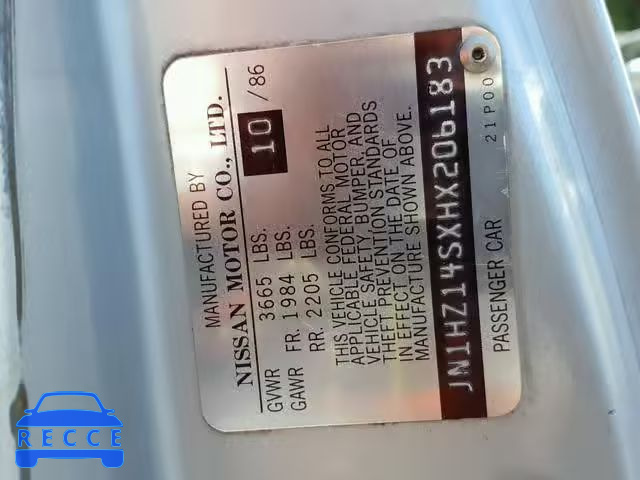 MANUFACTURED BY
NISSAN MOTOR CO., LTD.
10 / 86
GVWR 3665 LBS.
GAWR FR. 1984 LBS.
RR. 2205 LBS.
THIS VEHICLE CONFORMS TO ALL
APPLICABLE FEDERAL MOTOR
VEHICLE SAFETY, BUMPER, AND
THEFT PREVENTION STANDARDS
IN EFFECT ON THE DATE OF
MANUFACTURE SHOWN ABOVE.
JN1HZ14SXHX206183
PASSENGER CAR 21P00
RECCE